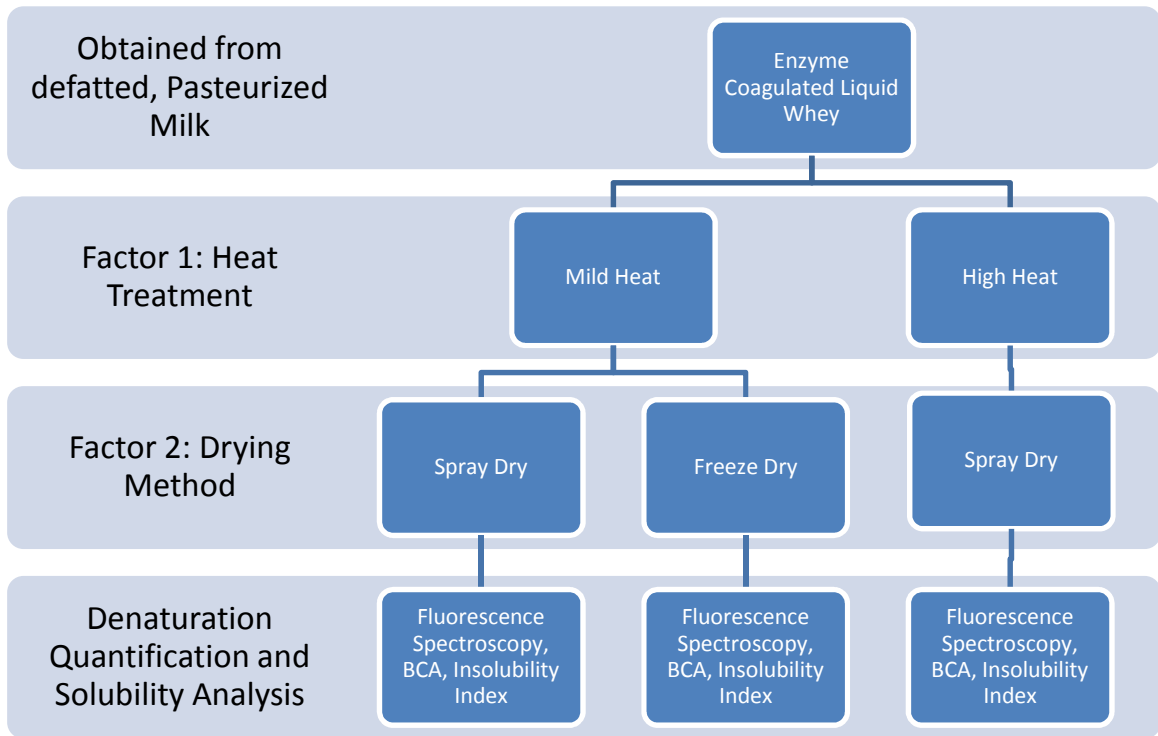 Obtained from
defatted, Pasteurized
Milk
Enzyme
Coagulated Liquid
Whey
Factor 1: Heat
Treatment
Mild Heat
High Heat
Factor 2: Drying
Method
Spray Dry
Freeze Dry
Spray Dry
Denaturation
Quantification and
Solubility Analysis
Fluorescence
Spectroscopy,
BCA, Insolubility
Index
Fluorescence
Spectroscopy,
BCA, Insolubility
Index
Fluorescence
Spectroscopy,
BCA, Insolubility
Index